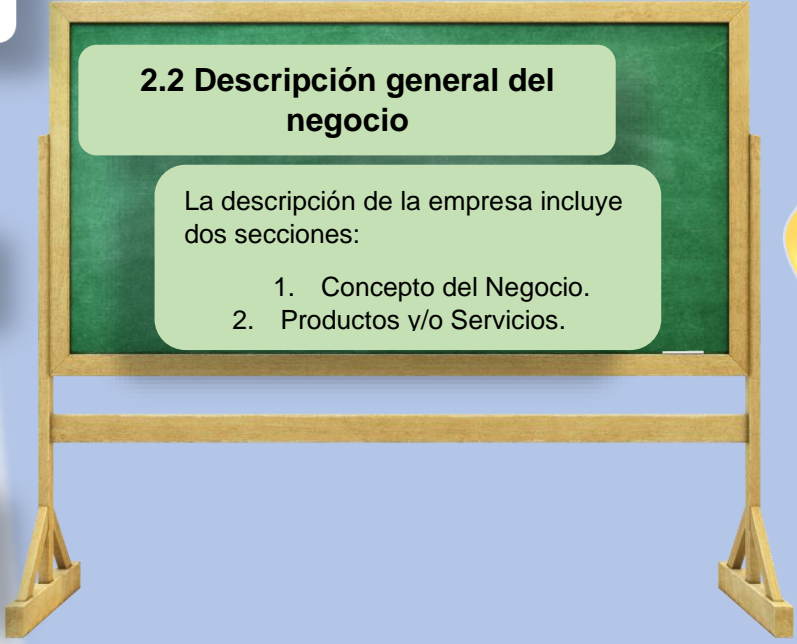 2.2 Descripción general del
negocio
La descripción de la empresa incluye
dos secciones:
1. Concepto del Negocio.
2. Productos y/o Servicios.